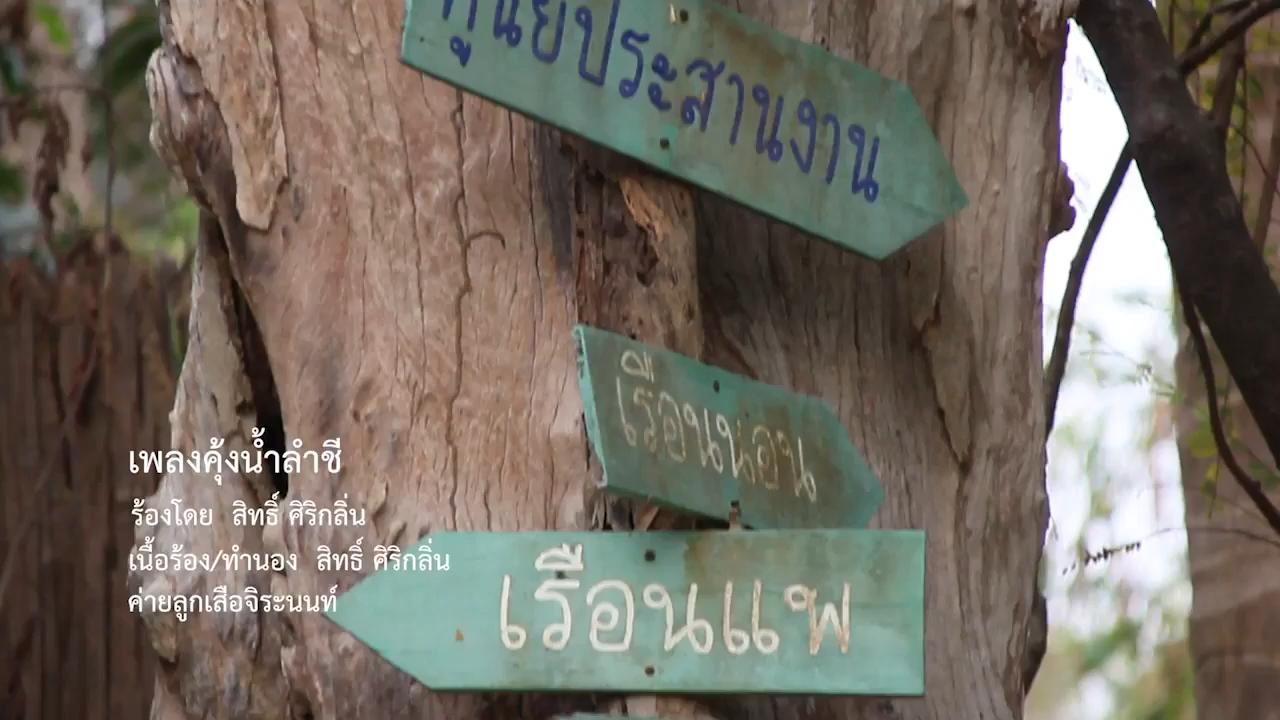 ศูนย์ประสานงาน
เรือนนอน
เรือนแพ
เพลงคุ้งน้ำลำชี
ร้องโดย สิทธิ์ ศิริกลิ่น
เนื้อร้อง/ทำนอง สิทธิ์ ศิริกลิ่น
ค่ายลูกเสือจิระนนท์